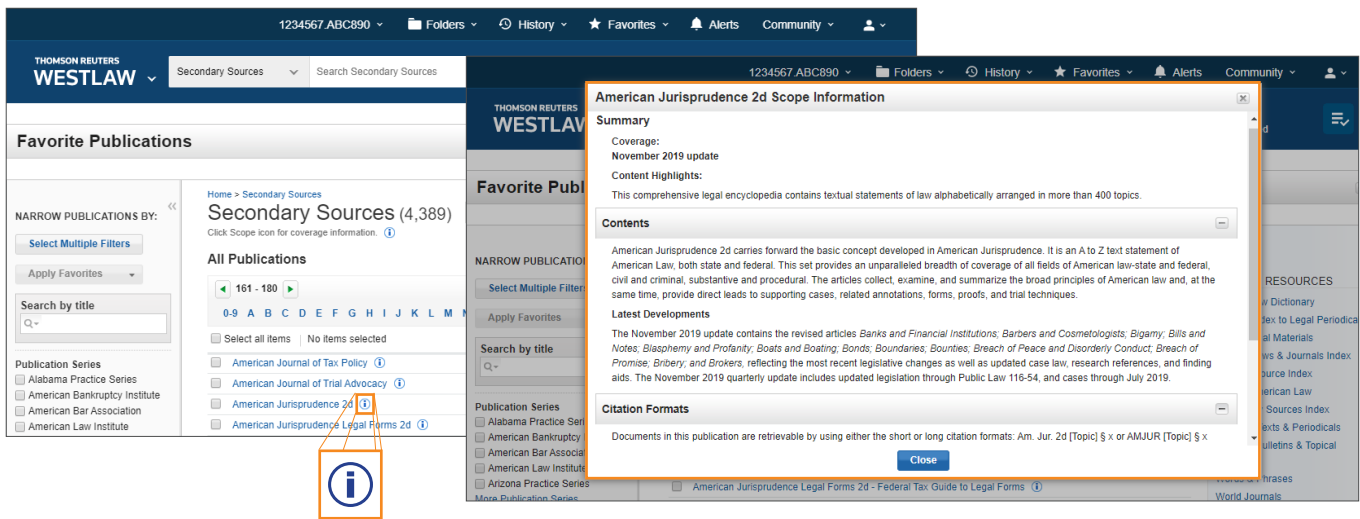 1234567.ABC890 Folders History Favorites Alerts Community
THOMSON REUTERS
WESTLAW
Secondary Sources Search Secondary Sources
Favorite Publications
NARROW PUBLICATIONS BY:
Select Multiple Filters
Apply Favorites
Search by title
Publication Series
Alabama Practice Series
American Bankruptcy Institute
American Bar Association
American Law Institute
Home > Secondary Sources
Secondary Sources (4,389)
Click Scope icon for coverage information.
All Publications
161 - 180
0-9 A B C D E F G H I J K L M
Select all items No items selected
American Journal of Tax Policy
American Journal of Trial Advocacy
American Jurisprudence 2d
American Jurisprudence Legal Forms 2d
i
1234567.ABC890 Folders History Favorites Alerts Community
THOMSON REUTERS
WESTLAW
Favorite Publ
NARROW PUBLICATIO
Select Multiple Filters
Apply Favorites
Search by title
Publication Series
Alabama Practice Seri
American Bankruptcy
American Bar Associat
American Law Institute
Arizona Practice Series
More Publication Series
American Jurisprudence 2d Scope Information
Summary
Coverage:
November 2019 update
Content Highlights:
This comprehensive legal encyclopedia contains textual statements of law alphabetically arranged in more than 400 topics.
Contents
American Jurisprudence 2d carries forward the basic concept developed in American Jurisprudence. It is an A to Z text statement of
American Law, both state and federal. This set provides an unparalleled breadth of coverage of all fields of American law-state and federal,
civil and criminal, substantive and procedural. The articles collect, examine, and summarize the broad principles of American law and, at the
same time, provide direct leads to supporting cases, related annotations, forms, proofs, and trial techniques.
Latest Developments
The November 2019 update contains the revised articles Banks and Financial Institutions; Barbers and Cosmetologists; Bigamy; Bills and
Notes; Blasphemy and Profanity; Boats and Boating; Bonds; Boundaries; Bounties; Breach of Peace and Disorderly Conduct; Breach of
Promise; Bribery; and Brokers, reflecting the most recent legislative changes as well as updated case law, research references, and finding
aids. The November 2019 quarterly update includes updated legislation through Public Law 116-54, and cases through July 2019.
Citation Formats
Documents in this publication are retrievable by using either the short or long citation formats: Am. Jur. 2d [Topic] § x or AMJUR [Topic] § x
Close
American Jurisprudence Legal Forms 2d - Federal Tax Guide to Legal Forms
d
RESOURCES
w Dictionary
dex to Legal Periodica
al Materials
ws & Journals Index
ource Index
erican Law
Sources Index
exts & Periodicals
ulletins & Topical
Words & Phrases
World Journals